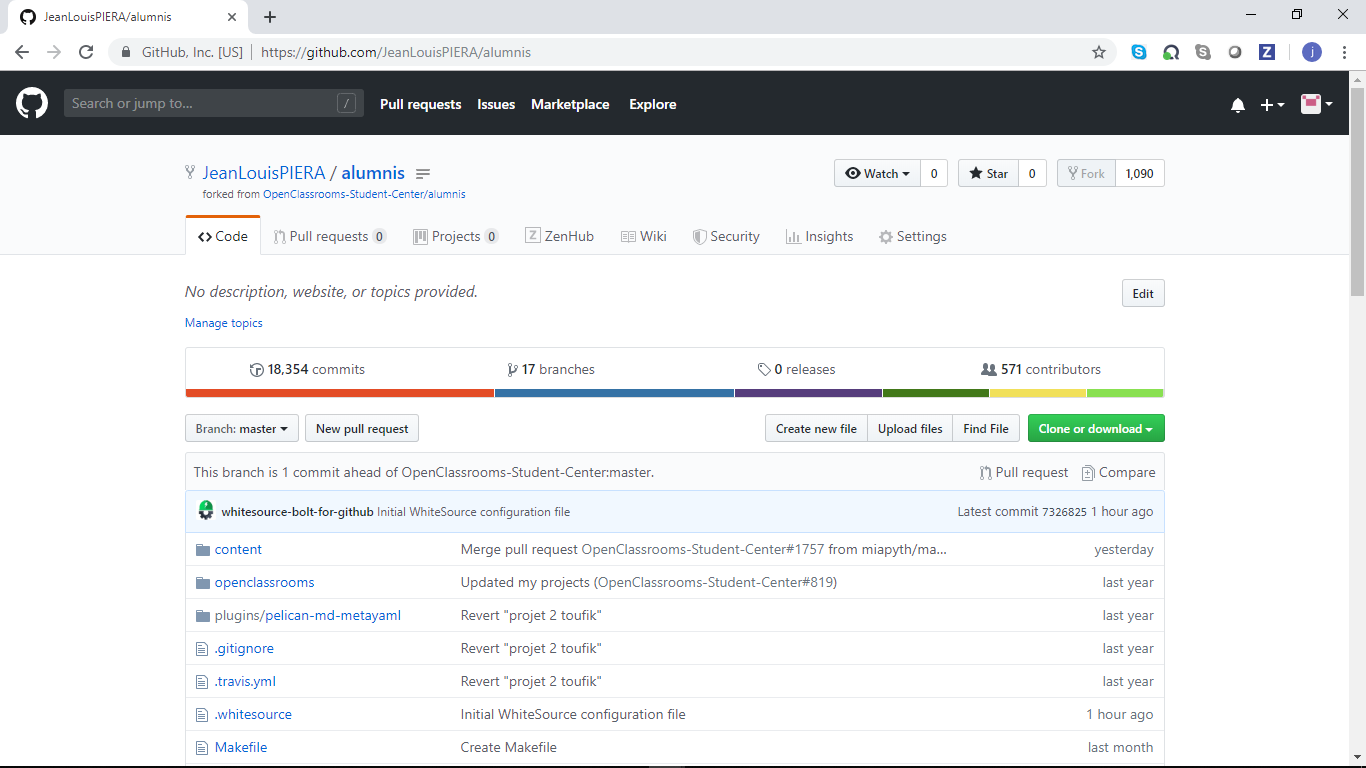 JeanLouisPIERA/alumnis
GitHub, Inc. [US] https://github.com/JeanLouisPIERA/alumnis
Z j
Search or jump to... / Pull requests Issues Marketplace Explore
JeanLouisPIERA / alumnis Watch 0 Star 0 Fork 1,090
forked from OpenClassrooms-Student-Center/alumnis
Code Pull requests 0 Projects 0 Z ZenHub Wiki Security Insights Settings
No description, website, or topics provided. Edit
Manage topics
18,354 commits 17 branches 0 releases 571 contributors
Branch: master New pull request Create new file Upload files Find File Clone or download
This branch is 1 commit ahead of OpenClassrooms-Student-Center:master. Pull request Compare
whitesource-bolt-for-github Initial WhiteSource configuration file Latest commit 7326825 1 hour ago
content Merge pull request OpenClassrooms-Student-Center#1757 from miapyth/ma... yesterday
openclassrooms Updated my projects (OpenClassrooms-Student-Center#819) last year
plugins/pelican-md-metayaml Revert "projet 2 toufik" last year
.gitignore Revert "projet 2 toufik" last year
.travis.yml Revert "projet 2 toufik" last year
.whitesource Initial WhiteSource configuration file 1 hour ago
Makefile Create Makefile last month